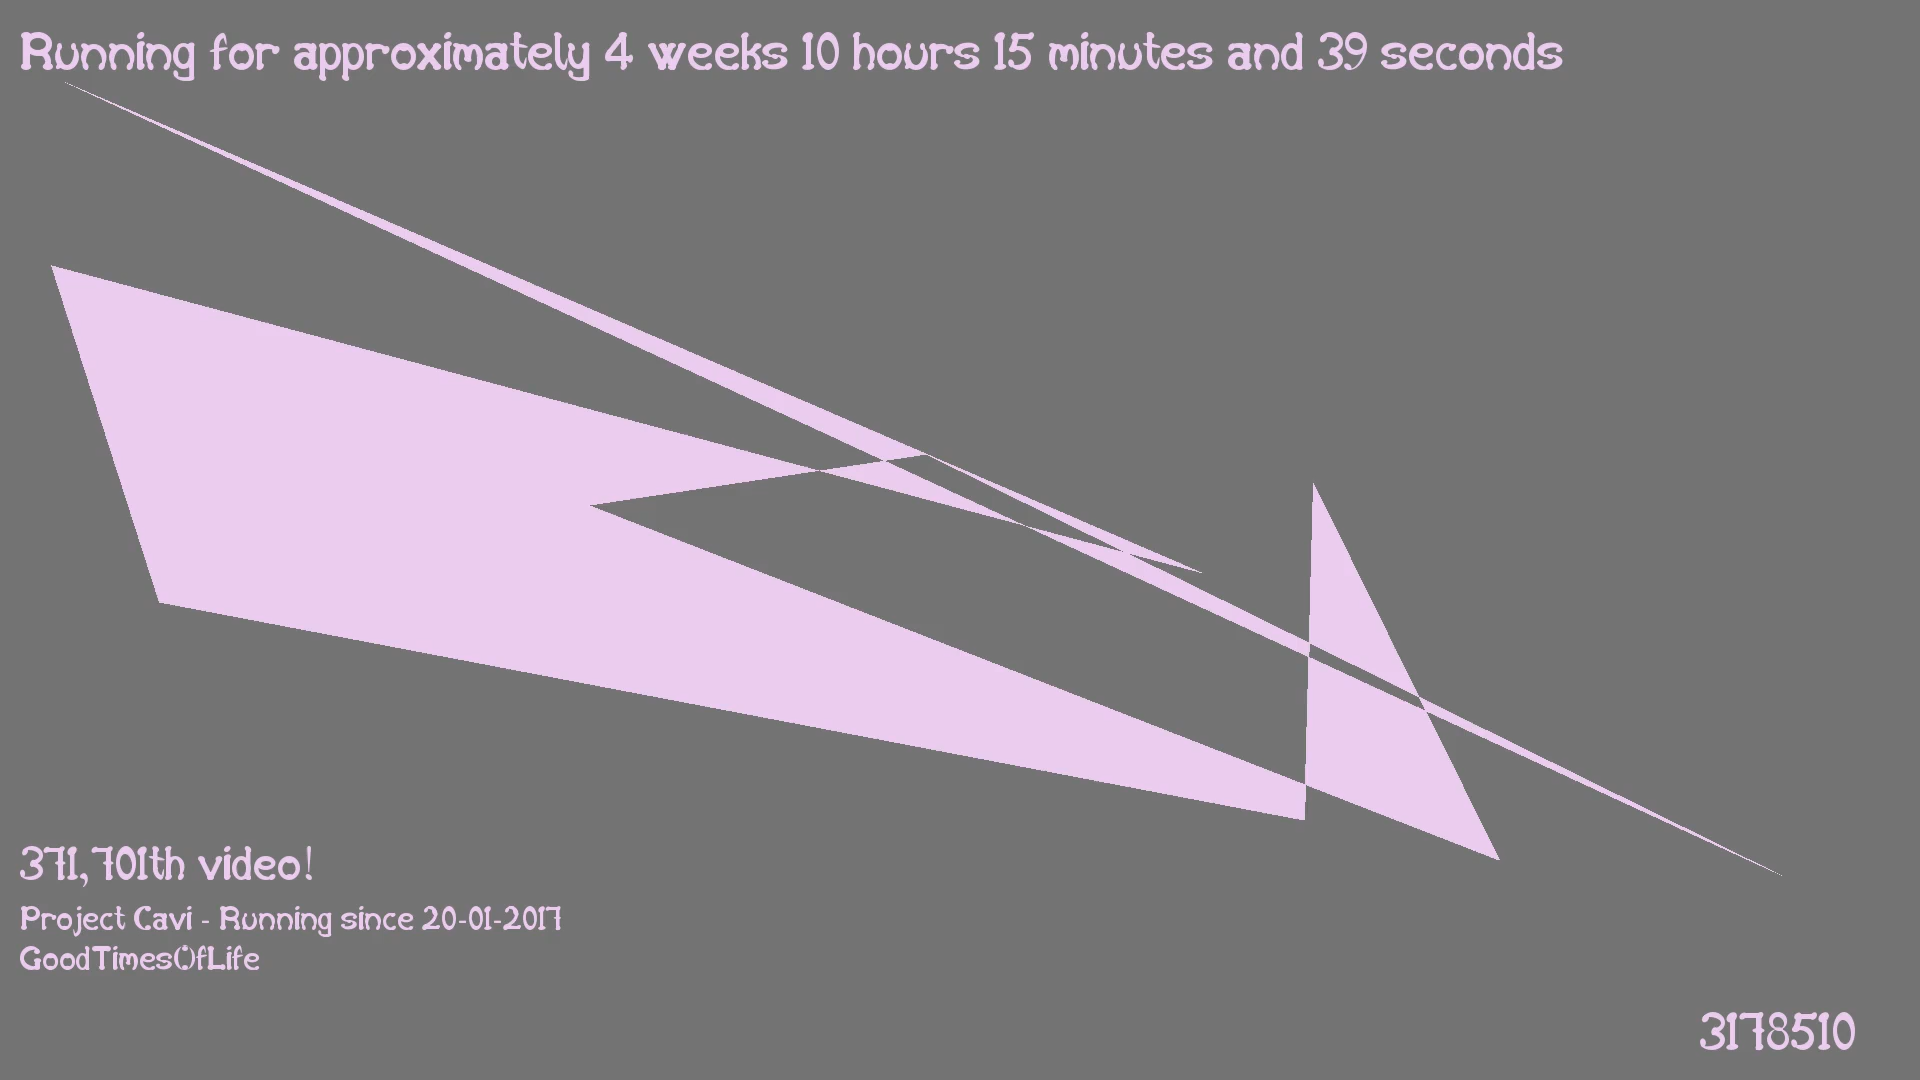 Running for approximately 4 weeks 10 hours 15 minutes and 39 seconds
371,701th video!
Project Cavi - Running since 20-01-2017
GoodTimesOfLife
3178510